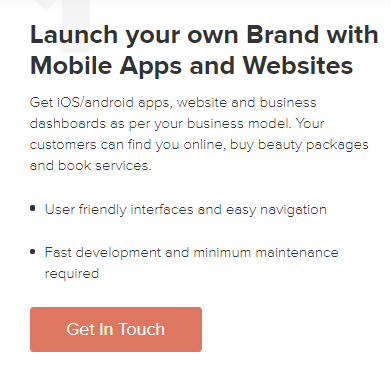 Launch your own Brand with
Mobile Apps and Websites
Get iOS/android apps, website and business
dashboards as per your business model. Your
customers can find you online, buy beauty packages
and book services.
User friendly interfaces and easy navigation
Fast development and minimum maintenance
required
Get In Touch